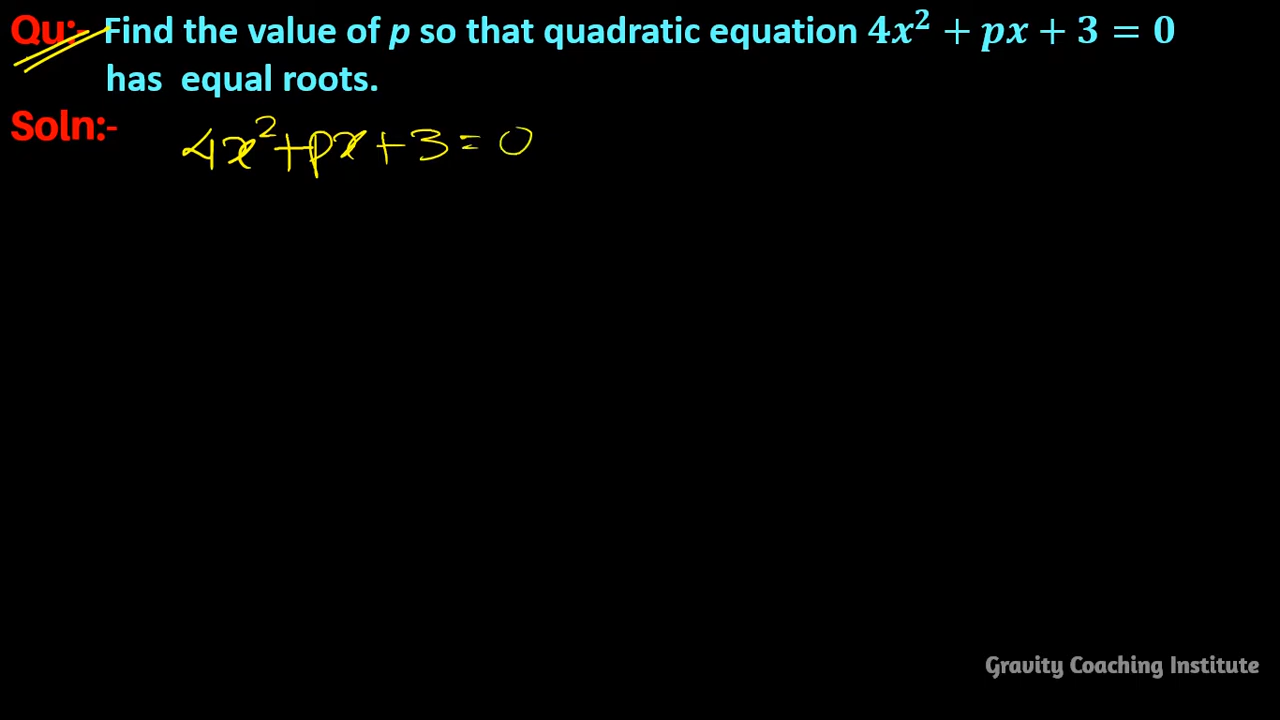 Qu:- Find the value of p so that quadratic equation 4x² + px + 3 = 0
has equal roots.
Soln:- 4x²+px+3=0
Gravity Coaching Institute